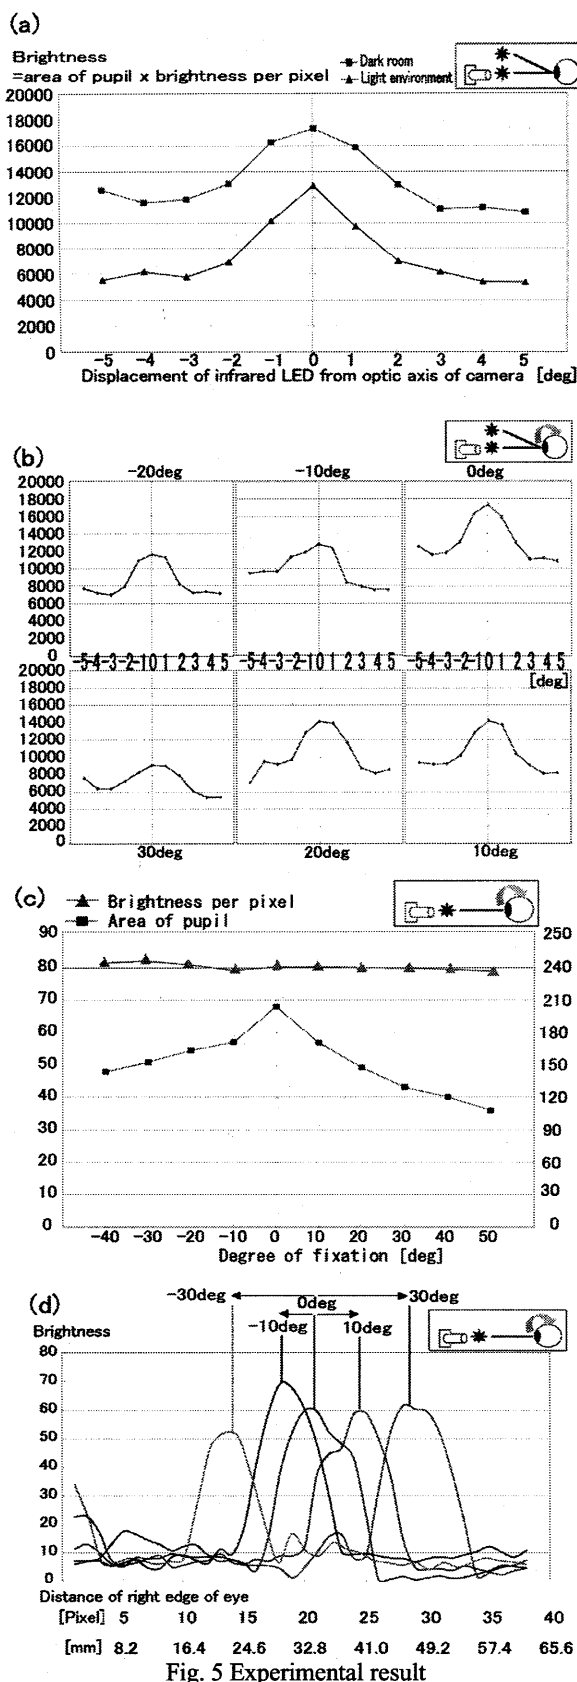 (a)
Brightness
=area of pupil x brightness per pixel
Dark room
Light environment
20000
18000
16000
14000
12000
10000
8000
6000
4000
2000
0
-5 -4 -3 -2 -1 0 1 2 3 4 5
Displacement of infrared LED from optic axis of camera [deg]
(b)
-20deg -10deg 0deg
20000
18000
16000
14000
12000
10000
8000
6000
4000
2000
0
-5-4-3-2-10 1 2 3 4 5 -5-4-3-2-10 1 2 3 4 5 -5-4-3-2-10 1 2 3 4 5
[deg]
20000
18000
16000
14000
12000
10000
8000
6000
4000
2000
0
30deg 20deg 10deg
(c)
Brightness per pixel
Area of pupil
90 250
80 240
70 210
60 180
50 150
40 120
30 90
20 60
10 30
0 0
-40 -30 -20 -10 0 10 20 30 40 50
Degree of fixation [deg]
(d)
-30deg 0deg 30deg
-10deg 10deg
Brightness
80
70
60
50
40
30
20
10
0
Distance of right edge of eye
[Pixel] 5 10 15 20 25 30 35 40
[mm] 8.2 16.4 24.6 32.8 41.0 49.2 57.4 65.6
Fig. 5 Experimental result